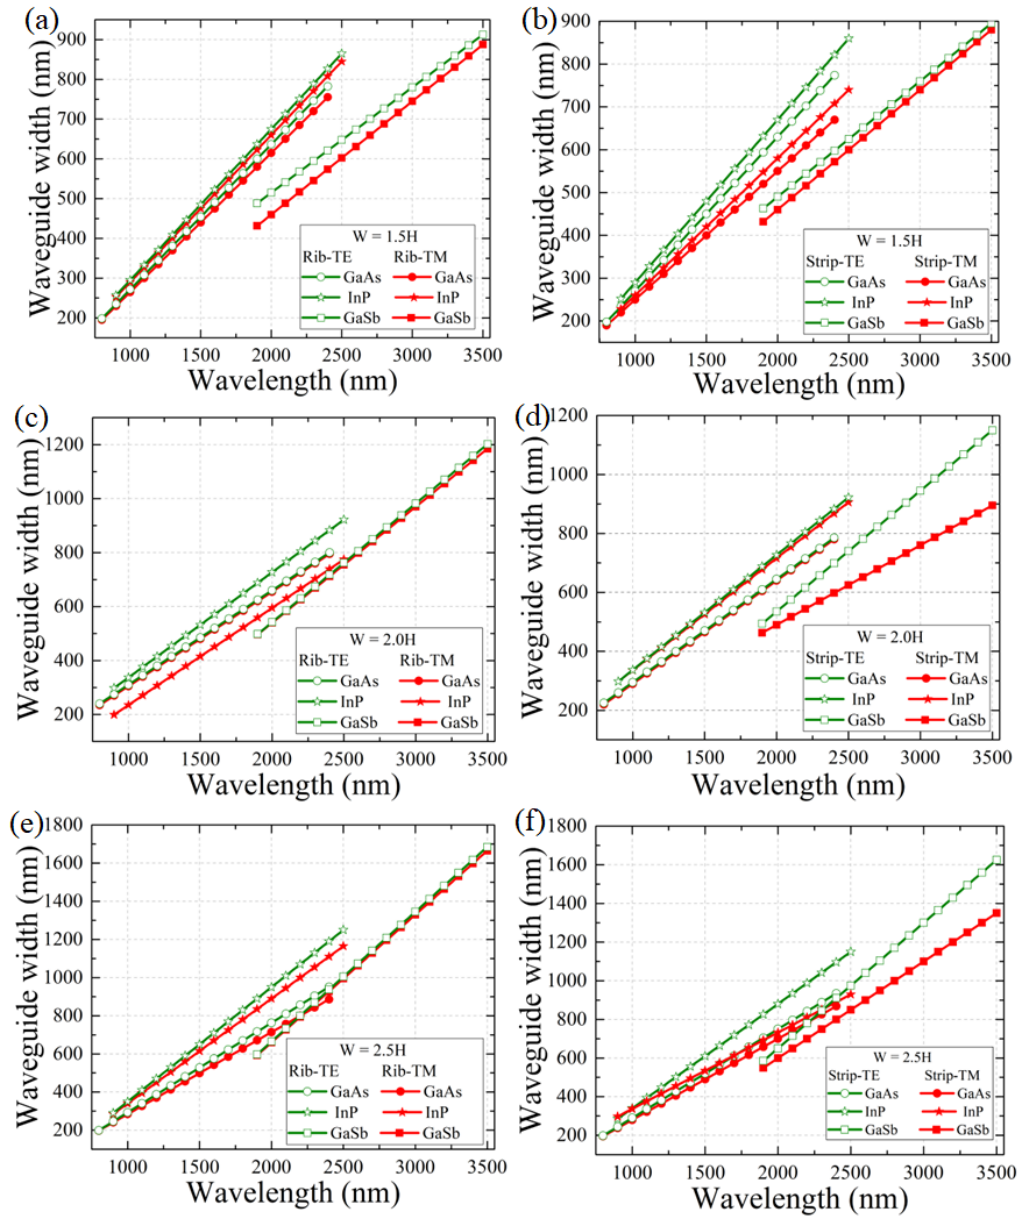 (a)
900
800
700
600
500
400
300
200
Waveguide width (nm)
1000 1500 2000 2500 3000 3500
Wavelength (nm)
W = 1.5H
Rib-TE Rib-TM
GaAs GaAs
InP InP
GaSb GaSb
(b)
900
800
700
600
500
400
300
200
Waveguide width (nm)
1000 1500 2000 2500 3000 3500
Wavelength (nm)
W = 1.5H
Strip-TE Strip-TM
GaAs GaAs
InP InP
GaSb GaSb
(c)
1200
1000
800
600
400
200
Waveguide width (nm)
1000 1500 2000 2500 3000 3500
Wavelength (nm)
W = 2.0H
Rib-TE Rib-TM
GaAs GaAs
InP InP
GaSb GaSb
(d)
1200
1000
800
600
400
200
Waveguide width (nm)
1000 1500 2000 2500 3000 3500
Wavelength (nm)
W = 2.0H
Strip-TE Strip-TM
GaAs GaAs
InP InP
GaSb GaSb
(e)
1800
1600
1400
1200
1000
800
600
400
200
Waveguide width (nm)
1000 1500 2000 2500 3000 3500
Wavelength (nm)
W = 2.5H
Rib-TE Rib-TM
GaAs GaAs
InP InP
GaSb GaSb
(f)
1800
1600
1400
1200
1000
800
600
400
200
Waveguide width (nm)
1000 1500 2000 2500 3000 3500
Wavelength (nm)
W = 2.5H
Strip-TE Strip-TM
GaAs GaAs
InP InP
GaSb GaSb